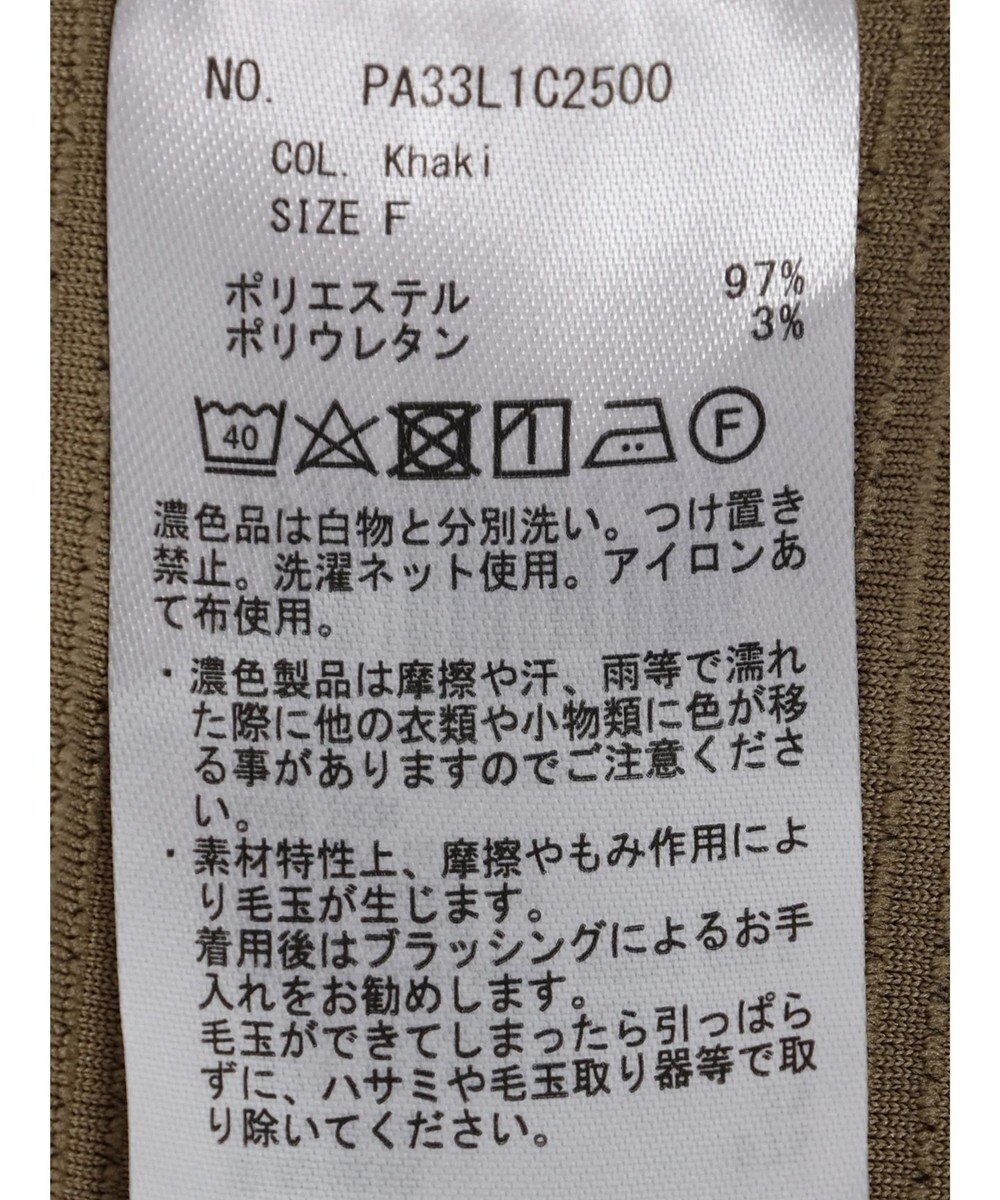 NO. PA33L1C2500
COL. Khaki
SIZE F
ポリエステル 97%
ポリウレタン 3%
40 F
濃色品は白物と分別洗い。つけ置き
禁止。洗濯ネット使用。アイロンあ
て布使用。
・濃色製品は摩擦や汗、雨等で濡れ
た際に他の衣類や小物類に色が移
る事がありますのでご注意くださ
い。
・素材特性上、摩擦やもみ作用によ
り毛玉が生じます。
着用後はブラッシングによるお手
入れをお勧めします。
毛玉ができてしまったら引っぱら
ずに、ハサミや毛玉取り器等で取
り除いてください。